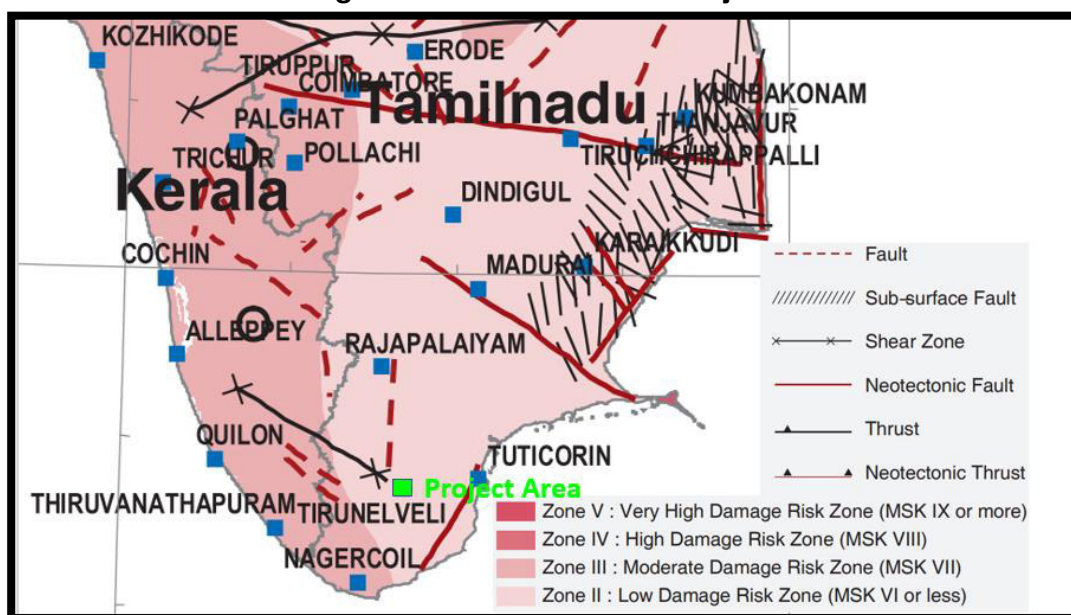 KOZHIKODE
ERODE
TIRUPPUR
COIMBATORE
Tamilnadu
KUMBAKONAM
PALGHAT
THANJAVUR
TRICHUR
POLLACHI
TIRUCHCHIRAPPALLI
Kerala
DINDIGUL
COCHIN
KARAIKKUDI
MADURAI
Fault
Sub-surface Fault
ALLEPPEY
RAJAPALAIYAM
Shear Zone
Neotectonic Fault
QUILON
Thrust
TUTICORIN
Neotectonic Thrust
Project Area
THIRUVANATHAPURAM
TIRUNELVELI
NAGERCOIL
Zone V : Very High Damage Risk Zone (MSK IX or more)
Zone IV : High Damage Risk Zone (MSK VIII)
Zone III : Moderate Damage Risk Zone (MSK VII)
Zone II : Low Damage Risk Zone (MSK VI or less)